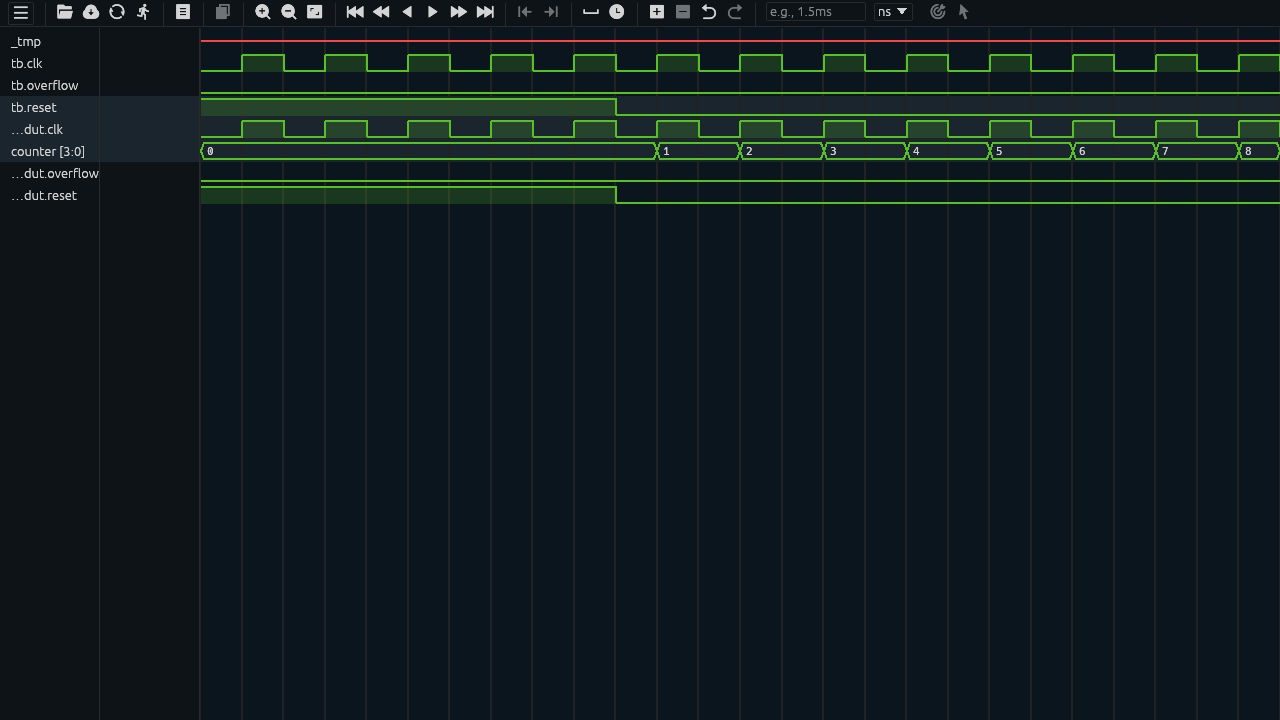 e.g., 1.5ms ns
_tmp
tb.clk
tb.overflow
tb.reset
…dut.clk
counter [3:0] 0 1 2 3 4 5 6 7 8
…dut.overflow
…dut.reset